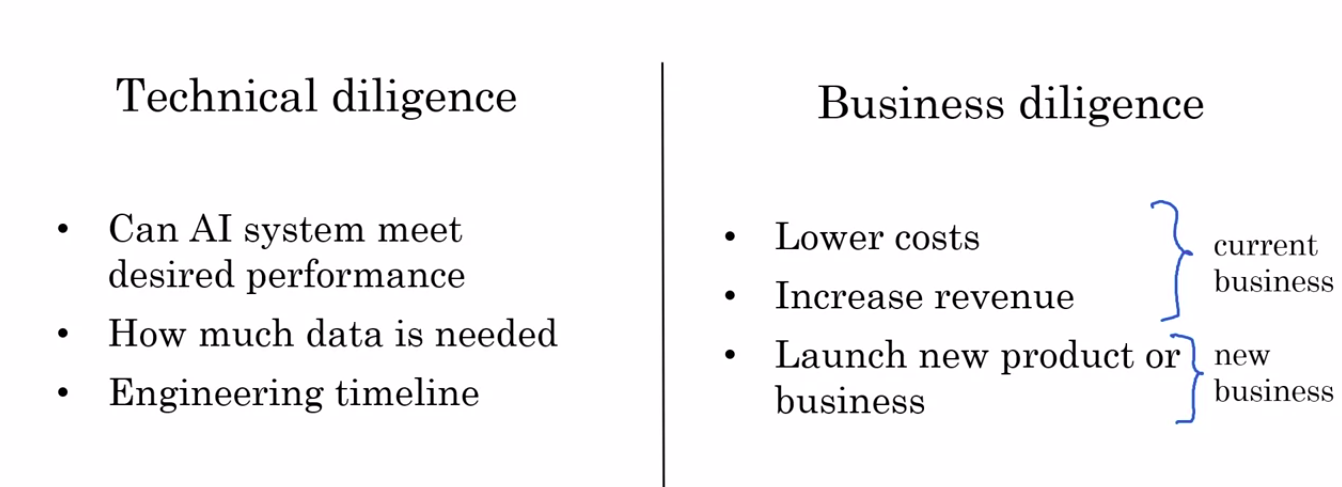 Technical diligence
• Can AI system meet
desired performance
• How much data is needed
• Engineering timeline
Business diligence
• Lower costs
• Increase revenue
• Launch new product or
business
current
business
new
business